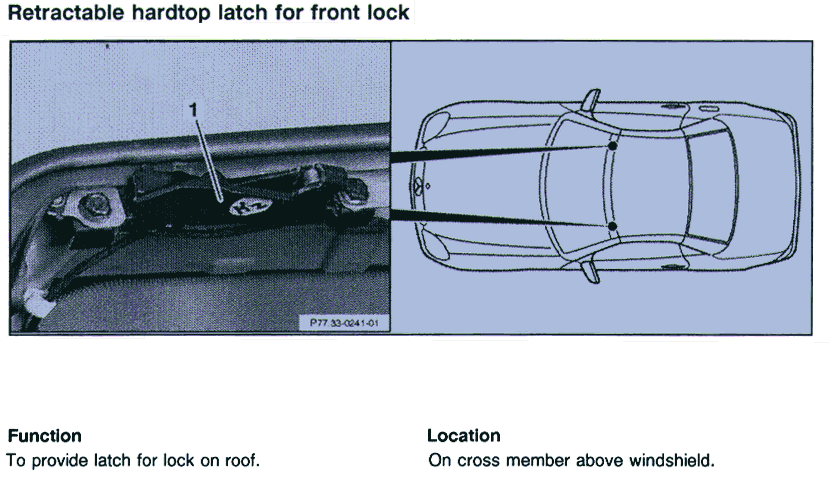 Retractable hardtop latch for front lock
1
K2
P77 33-0241-01
Function
Location
To provide latch for lock on roof.
On cross member above windshield.